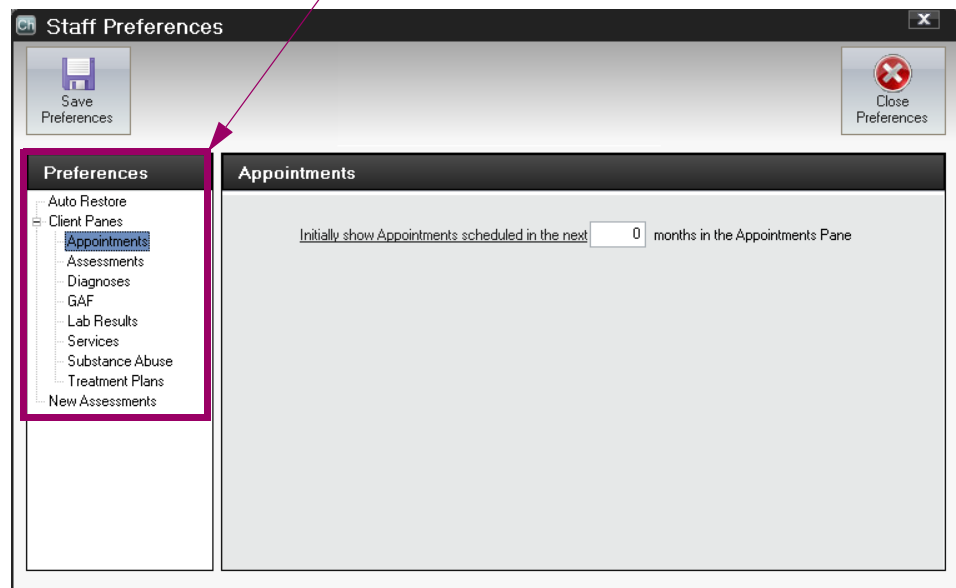 Ch Staff Preferences
X
Save
Preferences
Close
Preferences
Preferences
Auto Restore
Client Panes
Appointments
Assessments
Diagnoses
GAF
Lab Results
Services
Substance Abuse
Treatment Plans
New Assessments
Appointments
Initially show Appointments scheduled in the next 0 months in the Appointments Pane